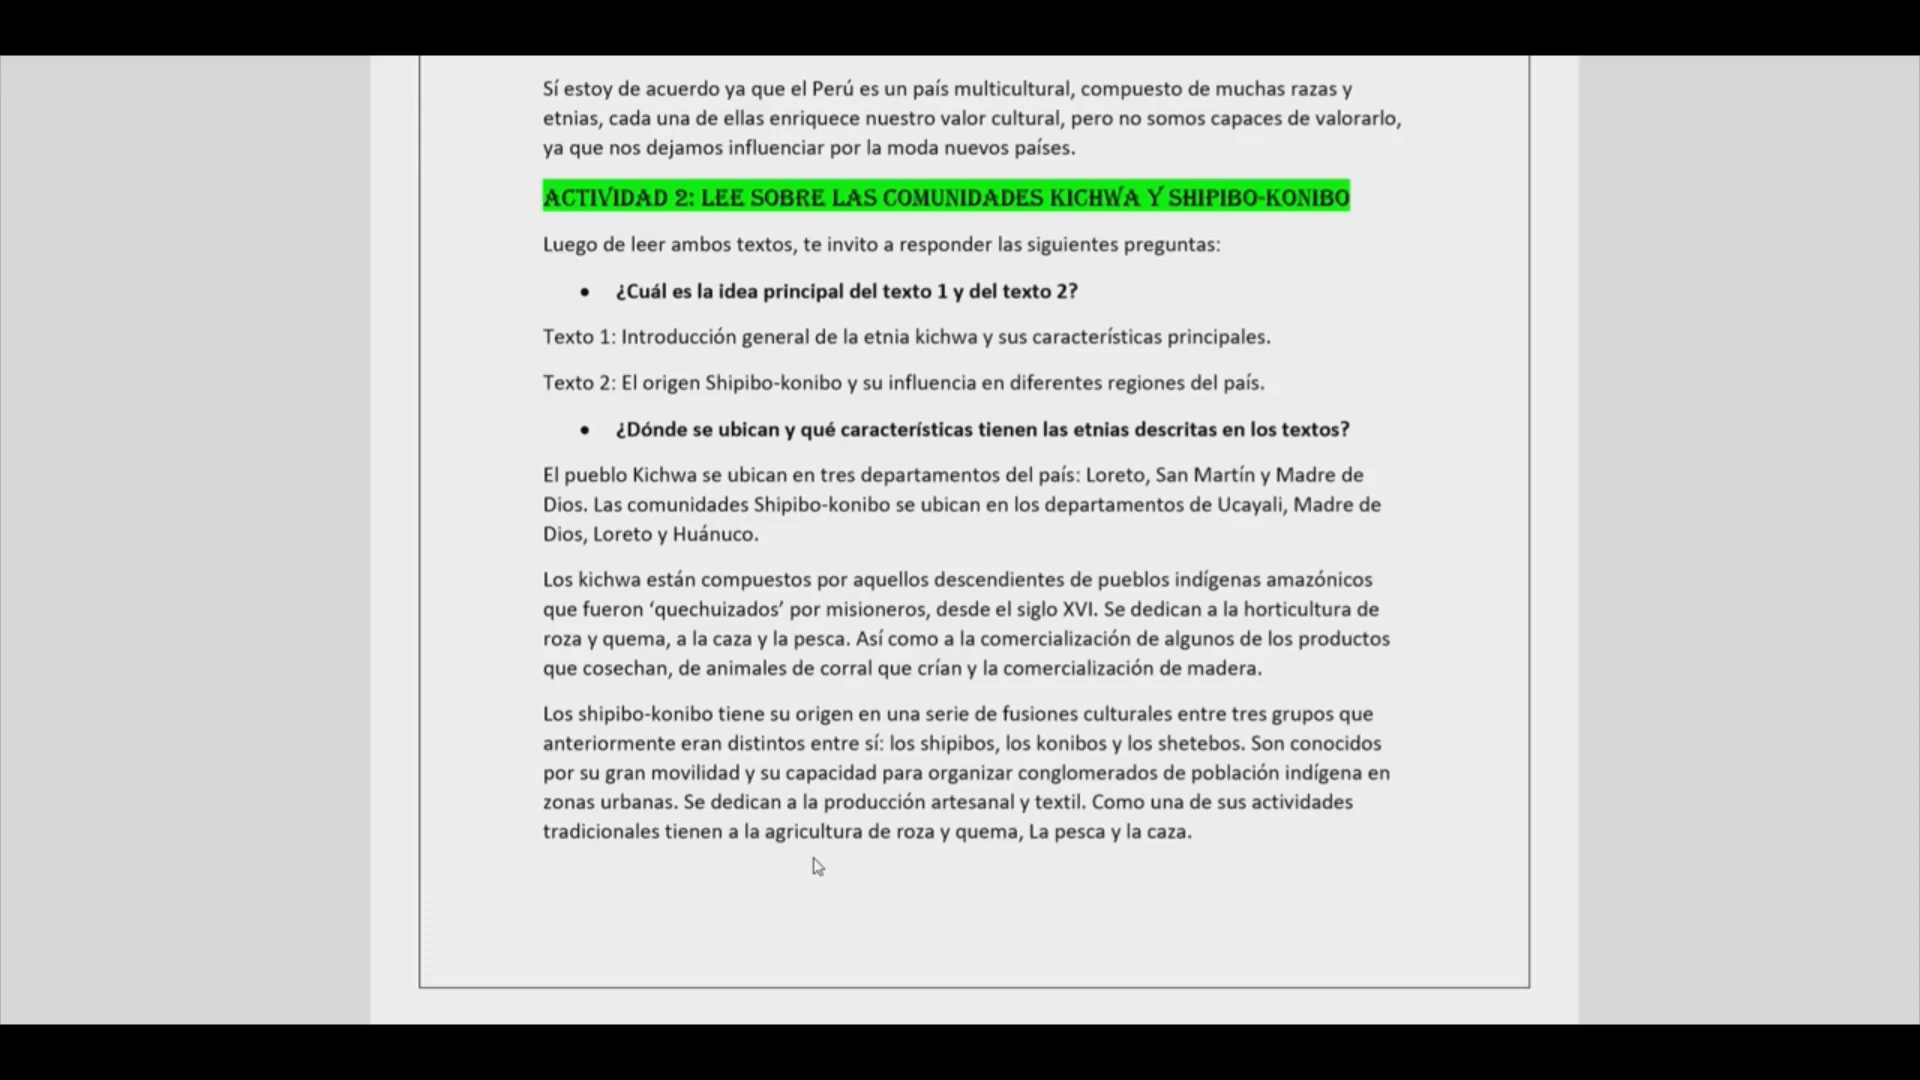 Sí estoy de acuerdo ya que el Perú es un país multicultural, compuesto de muchas razas y
etnias, cada una de ellas enriquece nuestro valor cultural, pero no somos capaces de valorarlo,
ya que nos dejamos influenciar por la moda nuevos países.
ACTIVIDAD 2: LEE SOBRE LAS COMUNIDADES KICHWA Y SHIPIBO-KONIBO
Luego de leer ambos textos, te invito a responder las siguientes preguntas:
• ¿Cuál es la idea principal del texto 1 y del texto 2?
Texto 1: Introducción general de la etnia kichwa y sus características principales.
Texto 2: El origen Shipibo-konibo y su influencia en diferentes regiones del país.
• ¿Dónde se ubican y qué características tienen las etnias descritas en los textos?
El pueblo Kichwa se ubican en tres departamentos del país: Loreto, San Martín y Madre de
Dios. Las comunidades Shipibo-konibo se ubican en los departamentos de Ucayali, Madre de
Dios, Loreto y Huánuco.
Los kichwa están compuestos por aquellos descendientes de pueblos indígenas amazónicos
que fueron ‘quechuizados’ por misioneros, desde el siglo XVI. Se dedican a la horticultura de
roza y quema, a la caza y la pesca. Así como a la comercialización de algunos de los productos
que cosechan, de animales de corral que crían y la comercialización de madera.
Los shipibo-konibo tiene su origen en una serie de fusiones culturales entre tres grupos que
anteriormente eran distintos entre sí: los shipibos, los konibos y los shetebos. Son conocidos
por su gran movilidad y su capacidad para organizar conglomerados de población indígena en
zonas urbanas. Se dedican a la producción artesanal y textil. Como una de sus actividades
tradicionales tienen a la agricultura de roza y quema, La pesca y la caza.